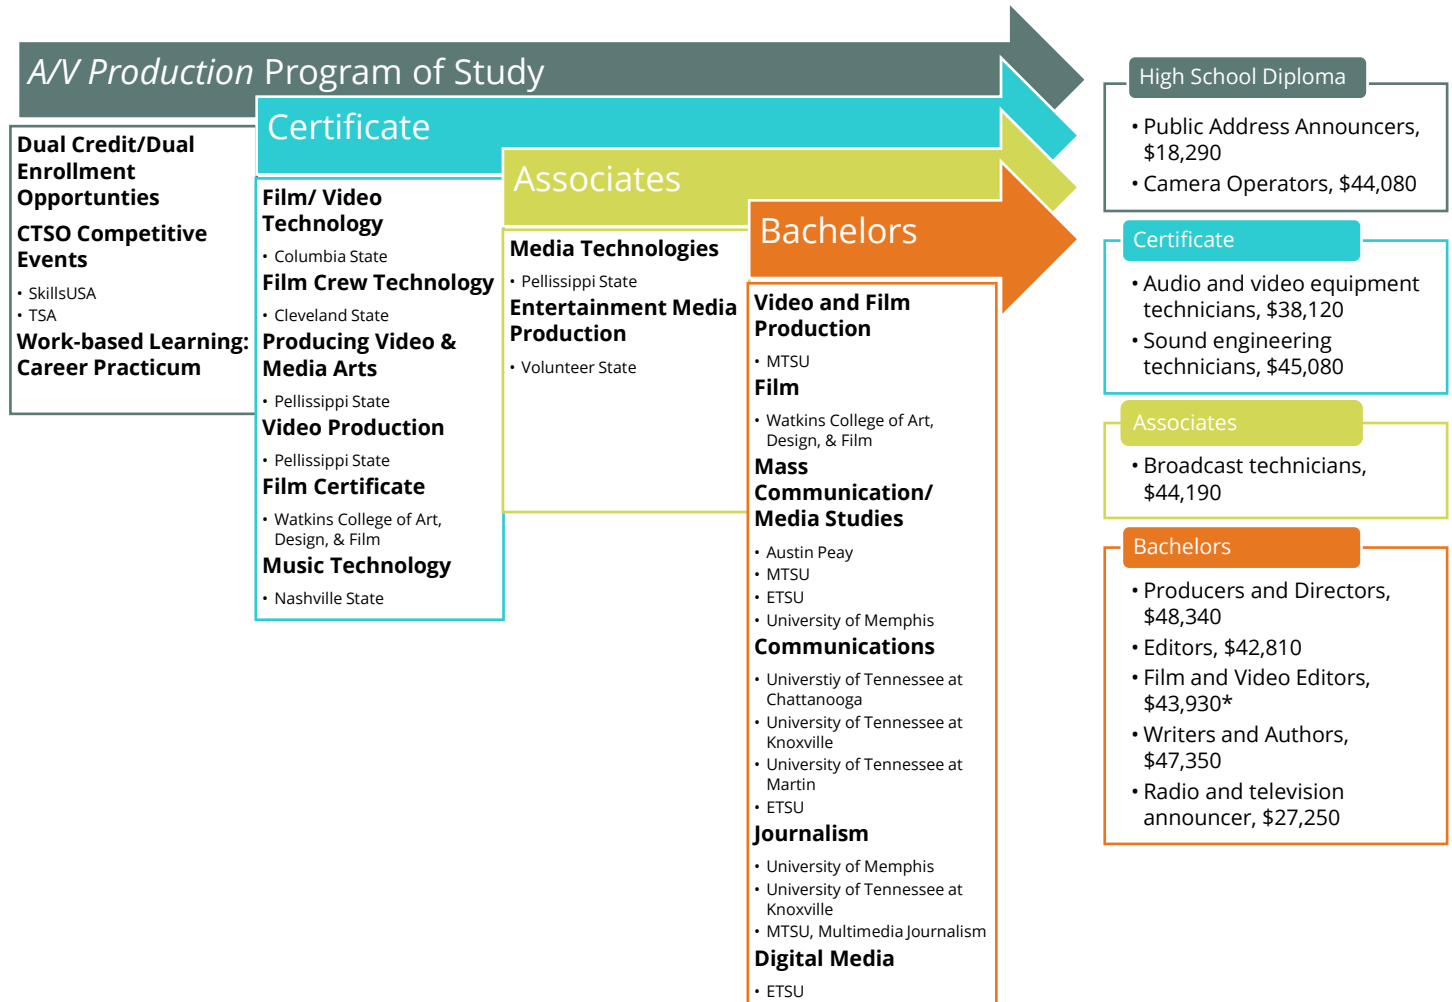 A/V Production Program of Study
Dual Credit/Dual
Enrollment
Opportunties
CTSO Competitive
Events
• SkillsUSA
• TSA
Work-based Learning:
Career Practicum
Certificate
Film/ Video
Technology
• Columbia State
Film Crew Technology
• Cleveland State
Producing Video &
Media Arts
• Pellissippi State
Video Production
• Pellissippi State
Film Certificate
• Watkins College of Art,
Design, & Film
Music Technology
• Nashville State
Associates
Media Technologies
• Pellissippi State
Entertainment Media
Production
• Volunteer State
Bachelors
Video and Film
Production
• MTSU
Film
• Watkins College of Art,
Design, & Film
Mass
Communication/
Media Studies
• Austin Peay
• MTSU
• ETSU
• University of Memphis
Communications
• Universtiy of Tennessee at
Chattanooga
• University of Tennessee at
Knoxville
• University of Tennessee at
Martin
• ETSU
Journalism
• University of Memphis
• University of Tennessee at
Knoxville
• MTSU, Multimedia Journalism
Digital Media
• ETSU
High School Diploma
• Public Address Announcers,
$18,290
• Camera Operators, $44,080
Certificate
• Audio and video equipment
technicians, $38,120
• Sound engineering
technicians, $45,080
Associates
• Broadcast technicians,
$44,190
Bachelors
• Producers and Directors,
$48,340
• Editors, $42,810
• Film and Video Editors,
$43,930*
• Writers and Authors,
$47,350
• Radio and television
announcer, $27,250